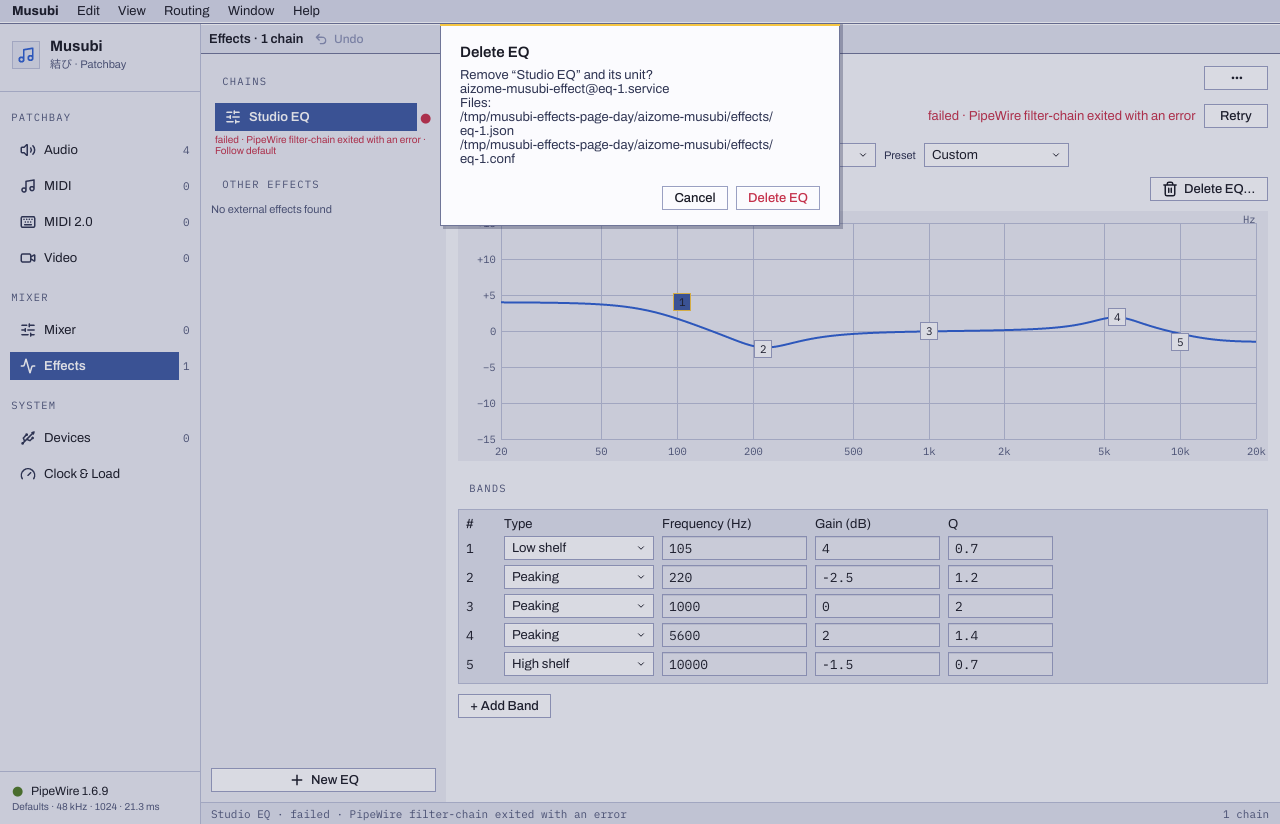 Musubi Edit View Routing Window Help
Musubi
結び · Patchbay
PATCHBAY
Audio 4
MIDI 0
MIDI 2.0 0
Video 0
MIXER
Mixer 0
Effects 1
SYSTEM
Devices 0
Clock & Load
PipeWire 1.6.9
Defaults · 48 kHz · 1024 · 21.3 ms
Effects · 1 chain Undo
CHAINS
Studio EQ
failed · PipeWire filter-chain exited with an error ·
Follow default
OTHER EFFECTS
No external effects found
New EQ
Delete EQ
Remove “Studio EQ” and its unit?
aizome-musubi-effect@eq-1.service
Files:
/tmp/musubi-effects-page-day/aizome-musubi/effects/
eq-1.json
/tmp/musubi-effects-page-day/aizome-musubi/effects/
eq-1.conf
Cancel Delete EQ
···
failed · PipeWire filter-chain exited with an error Retry
Preset Custom
Delete EQ...
Hz
+10
+5
0
−5
−10
−15
1
2
3
4
5
20 50 100 200 500 1k 2k 5k 10k 20k
BANDS
# Type Frequency (Hz) Gain (dB) Q
1 Low shelf 105 4 0.7
2 Peaking 220 -2.5 1.2
3 Peaking 1000 0 2
4 Peaking 5600 2 1.4
5 High shelf 10000 -1.5 0.7
+ Add Band
Studio EQ · failed · PipeWire filter-chain exited with an error 1 chain